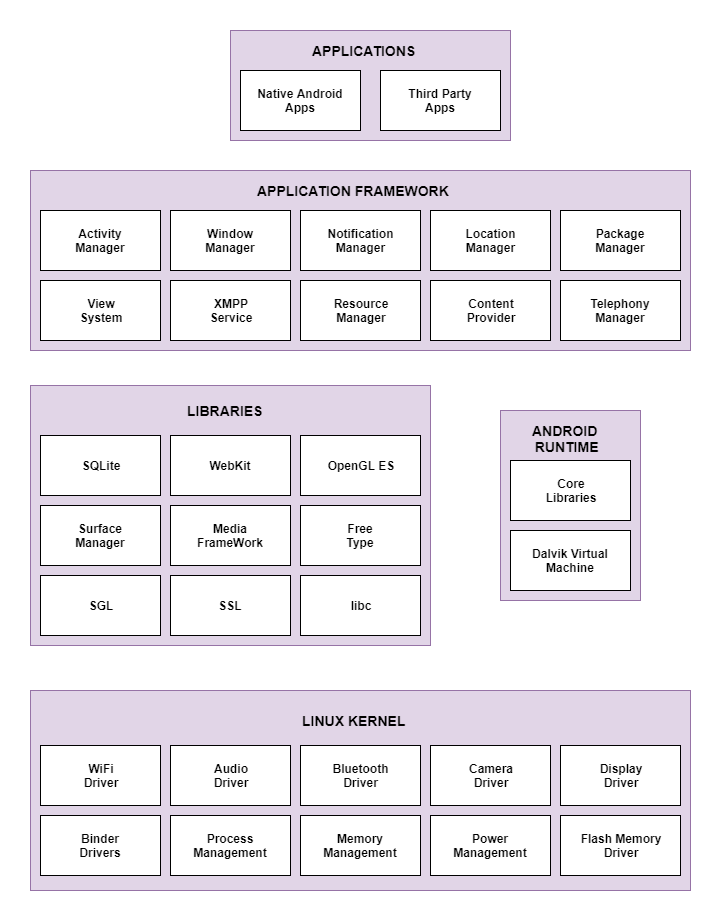 APPLICATIONS
Native Android
Apps
Third Party
Apps
APPLICATION FRAMEWORK
Activity
Manager
Window
Manager
Notification
Manager
Location
Manager
Package
Manager
View
System
XMPP
Service
Resource
Manager
Content
Provider
Telephony
Manager
LIBRARIES
SQLite
WebKit
OpenGL ES
Surface
Manager
Media
FrameWork
Free
Type
SGL
SSL
libc
ANDROID
RUNTIME
Core
Libraries
Dalvik Virtual
Machine
LINUX KERNEL
WiFi
Driver
Audio
Driver
Bluetooth
Driver
Camera
Driver
Display
Driver
Binder
Drivers
Process
Management
Memory
Management
Power
Management
Flash Memory
Driver